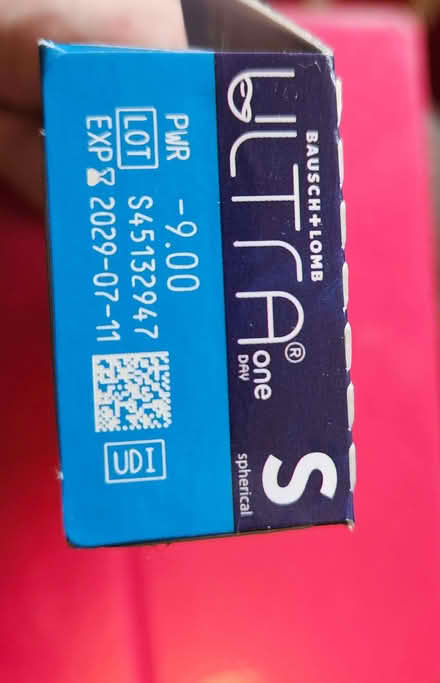 BAUSCH + LOMB
ULTRA® one DAY
S
spherical
PWR -9.00
LOT S45132947
EXP 2029-07-11
UDI